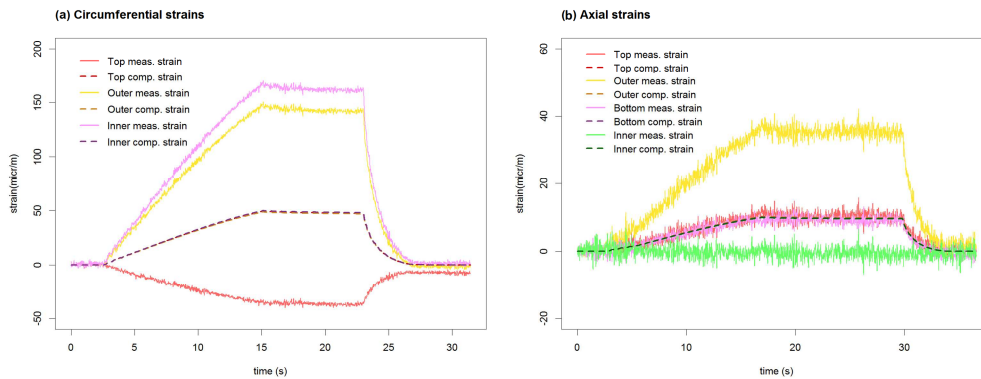 (a) Circumferential strains
200
150
100
50
0
-50
strain(micr/m)
Top meas. strain
Top comp. strain
Outer meas. strain
Outer comp. strain
Inner meas. strain
Inner comp. strain
0 5 10 15 20 25 30
time (s)
(b) Axial strains
60
40
20
0
-20
strain(micr/m)
Top meas. strain
Top comp. strain
Outer meas. strain
Outer comp. strain
Bottom meas. strain
Bottom comp. strain
Inner meas. strain
Inner comp. strain
0 10 20 30
time (s)